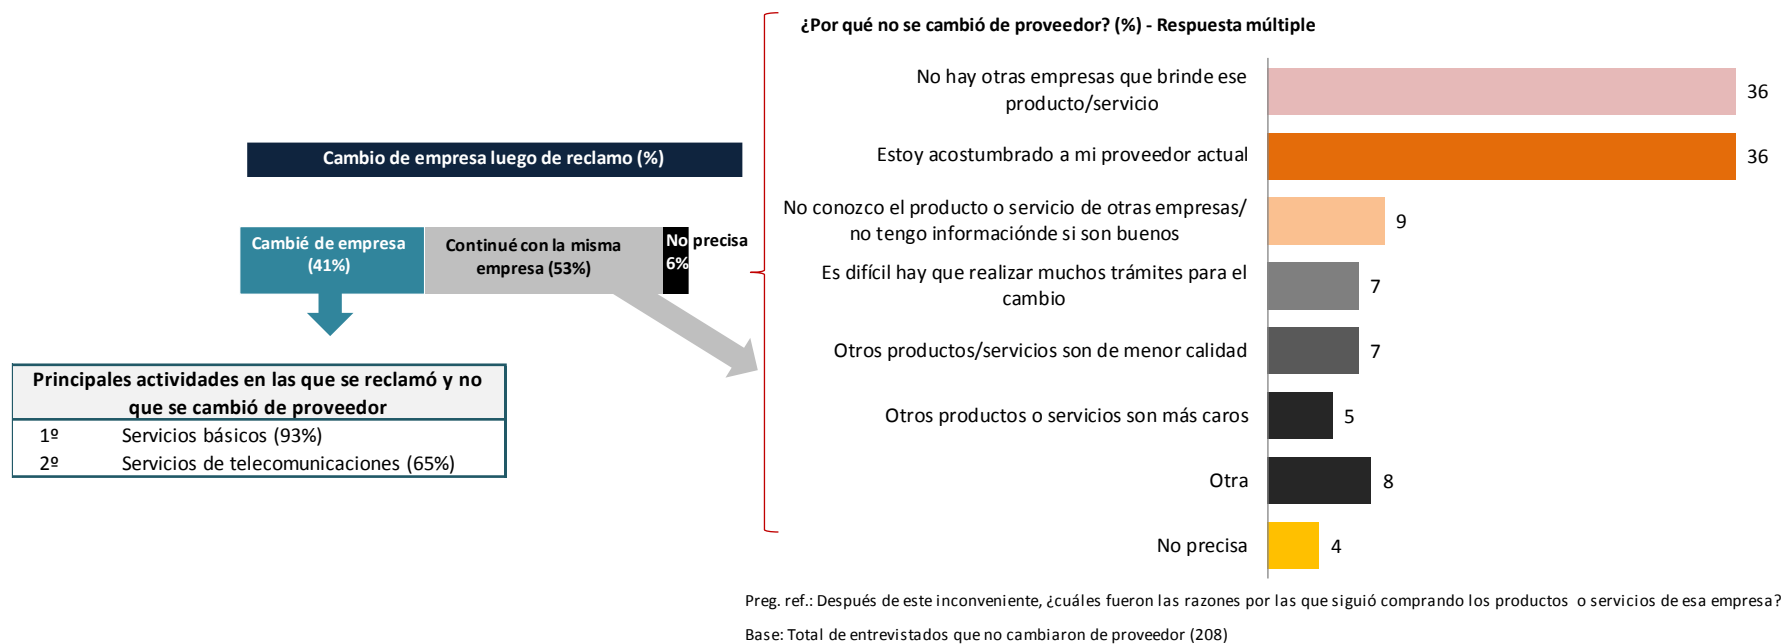 ¿Por qué no se cambió de proveedor? (%) - Respuesta múltiple
Cambio de empresa luego de reclamo (%)
Cambié de empresa
(41%)
Continué con la misma
empresa (53%)
No precisa
6%
Principales actividades en las que se reclamó y no
que se cambió de proveedor
1º Servicios básicos (93%)
2º Servicios de telecomunicaciones (65%)
No hay otras empresas que brinde ese
producto/servicio
36
Estoy acostumbrado a mi proveedor actual
36
No conozco el producto o servicio de otras empresas/
no tengo informaciónde si son buenos
9
Es difícil hay que realizar muchos trámites para el
cambio
7
Otros productos/servicios son de menor calidad
7
Otros productos o servicios son más caros
5
Otra
8
No precisa
4
Preg. ref.: Después de este inconveniente, ¿cuáles fueron las razones por las que siguió comprando los productos o servicios de esa empresa?
Base: Total de entrevistados que no cambiaron de proveedor (208)